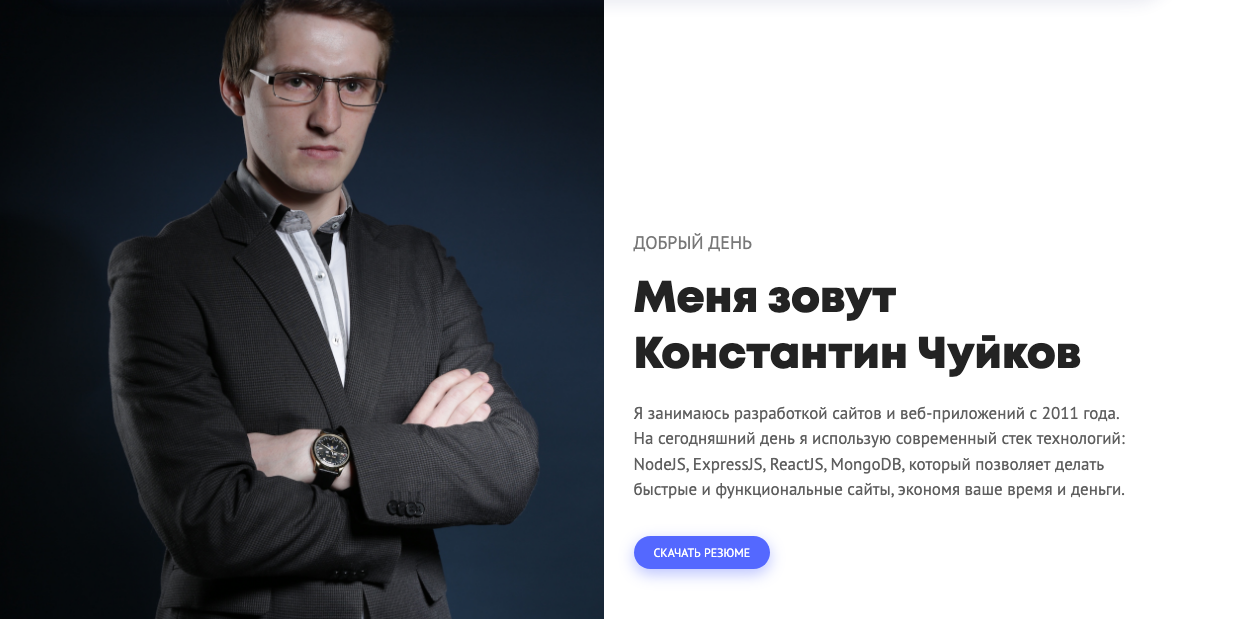 ДОБРЫЙ ДЕНЬ
Меня зовут
Константин Чуйков
Я занимаюсь разработкой сайтов и веб-приложений с 2011 года.
На сегодняшний день я использую современный стек технологий:
NodeJS, ExpressJS, ReactJS, MongoDB, который позволяет делать
быстрые и функциональные сайты, экономя ваше время и деньги.
СКАЧАТЬ РЕЗЮМЕ